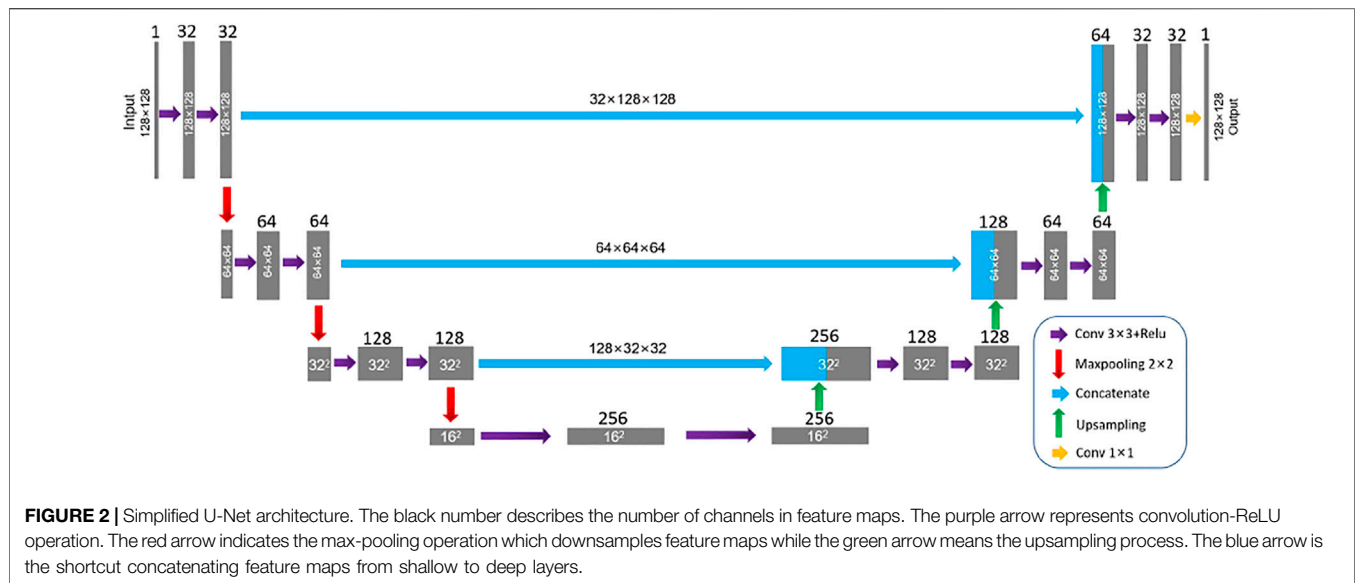 1 32 32
64 32 32 1
Intput
128×128
128×128
128×128
32×128×128
128×128
128×128
128×128
128×128
Output
64 64
128 64 64
64×64
64×64
64×64
64×64×64
64×64
64×64
64×64
128 128
256 128 128
32²
32²
32²
128×32×32
32²
32²
32²
256 256
16²
16²
16²
Conv 3×3+Relu
Maxpooling 2×2
Concatenate
Upsampling
Conv 1×1
FIGURE 2 | Simplified U-Net architecture. The black number describes the number of channels in feature maps. The purple arrow represents convolution-ReLU
operation. The red arrow indicates the max-pooling operation which downsamples feature maps while the green arrow means the upsampling process. The blue arrow is
the shortcut concatenating feature maps from shallow to deep layers.